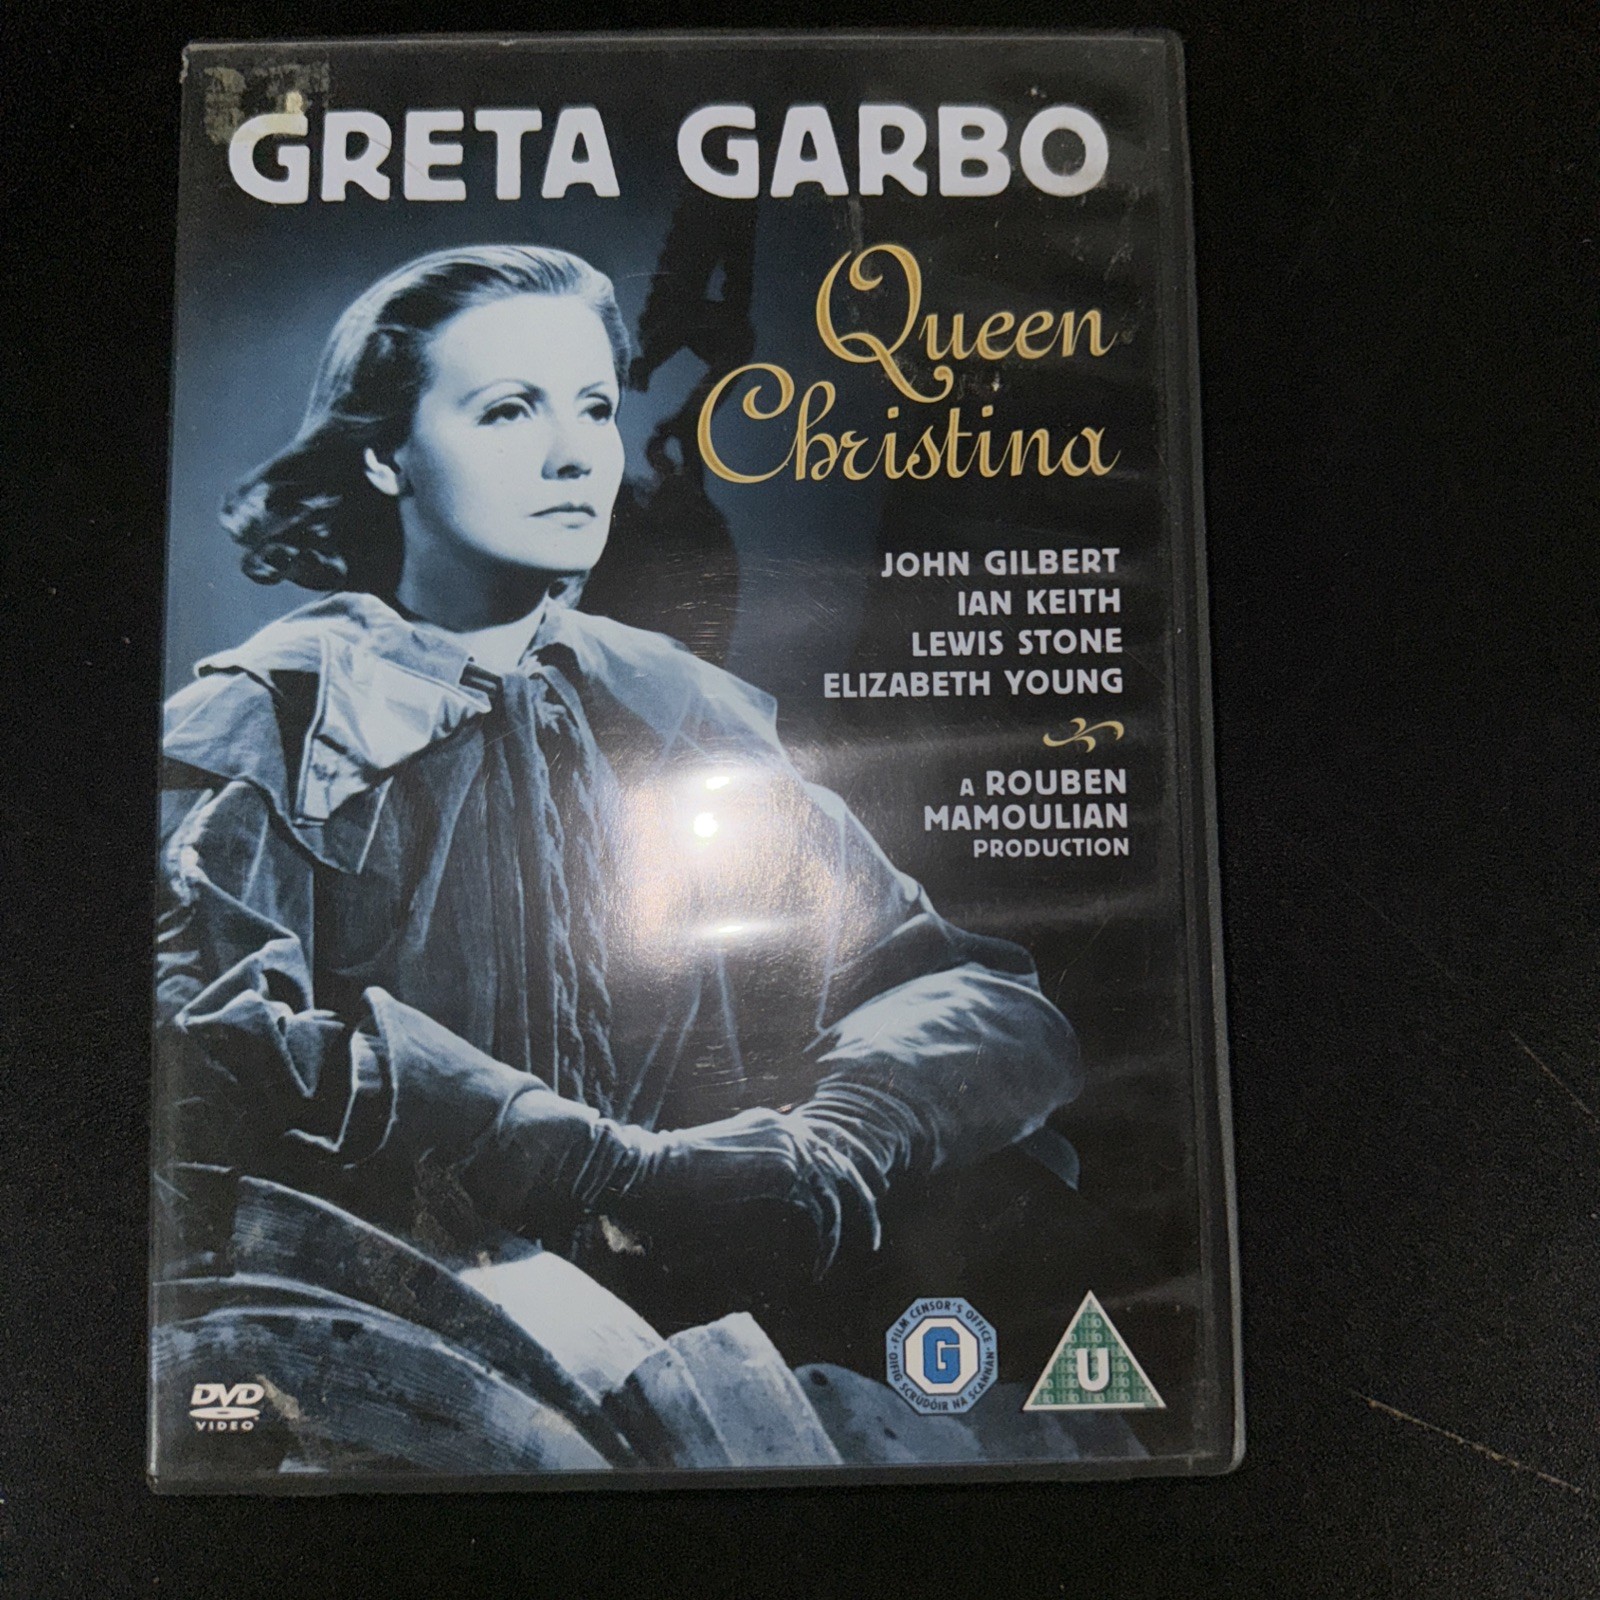 GRETA GARBO
Queen
Christina
JOHN GILBERT
IAN KEITH
LEWIS STONE
ELIZABETH YOUNG
A ROUBEN
MAMOULIAN
PRODUCTION
FILM CENSOR'S OFFICE
G
OIFIG SCRÚDÓIR NA SCANNÁN
U
DVD
VIDEO